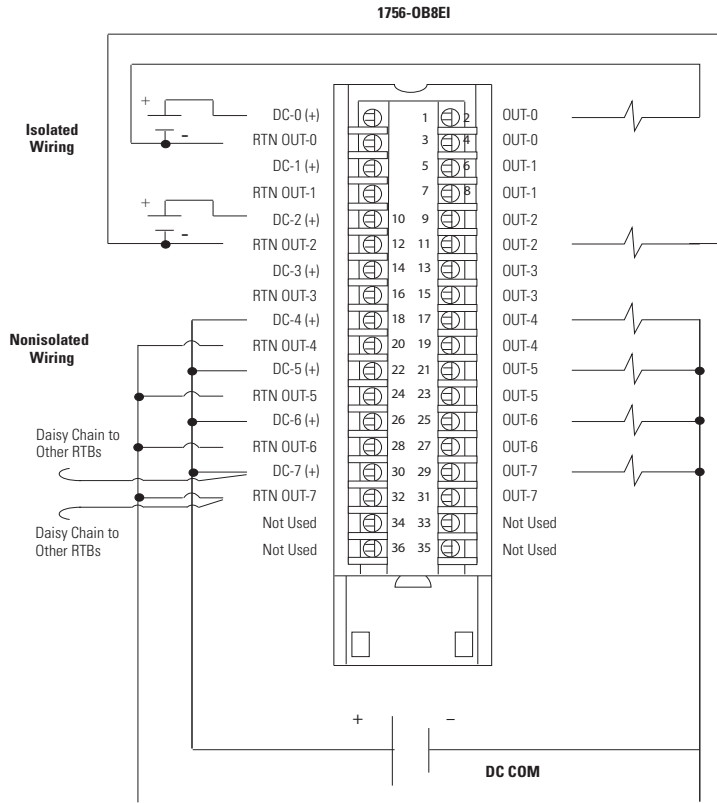 1756-OB8EI
+ DC-0 (+) 1 2 OUT-0
Isolated Wiring
- RTN OUT-0 3 4 OUT-0
DC-1 (+) 5 6 OUT-1
RTN OUT-1 7 8 OUT-1
+ DC-2 (+) 10 9 OUT-2
- RTN OUT-2 12 11 OUT-2
DC-3 (+) 14 13 OUT-3
RTN OUT-3 16 15 OUT-3
DC-4 (+) 18 17 OUT-4
Nonisolated Wiring
RTN OUT-4 20 19 OUT-4
DC-5 (+) 22 21 OUT-5
RTN OUT-5 24 23 OUT-5
DC-6 (+) 26 25 OUT-6
Daisy Chain to
Other RTBs
RTN OUT-6 28 27 OUT-6
DC-7 (+) 30 29 OUT-7
RTN OUT-7 32 31 OUT-7
Daisy Chain to
Other RTBs
Not Used 34 33 Not Used
Not Used 36 35 Not Used
+ –
DC COM